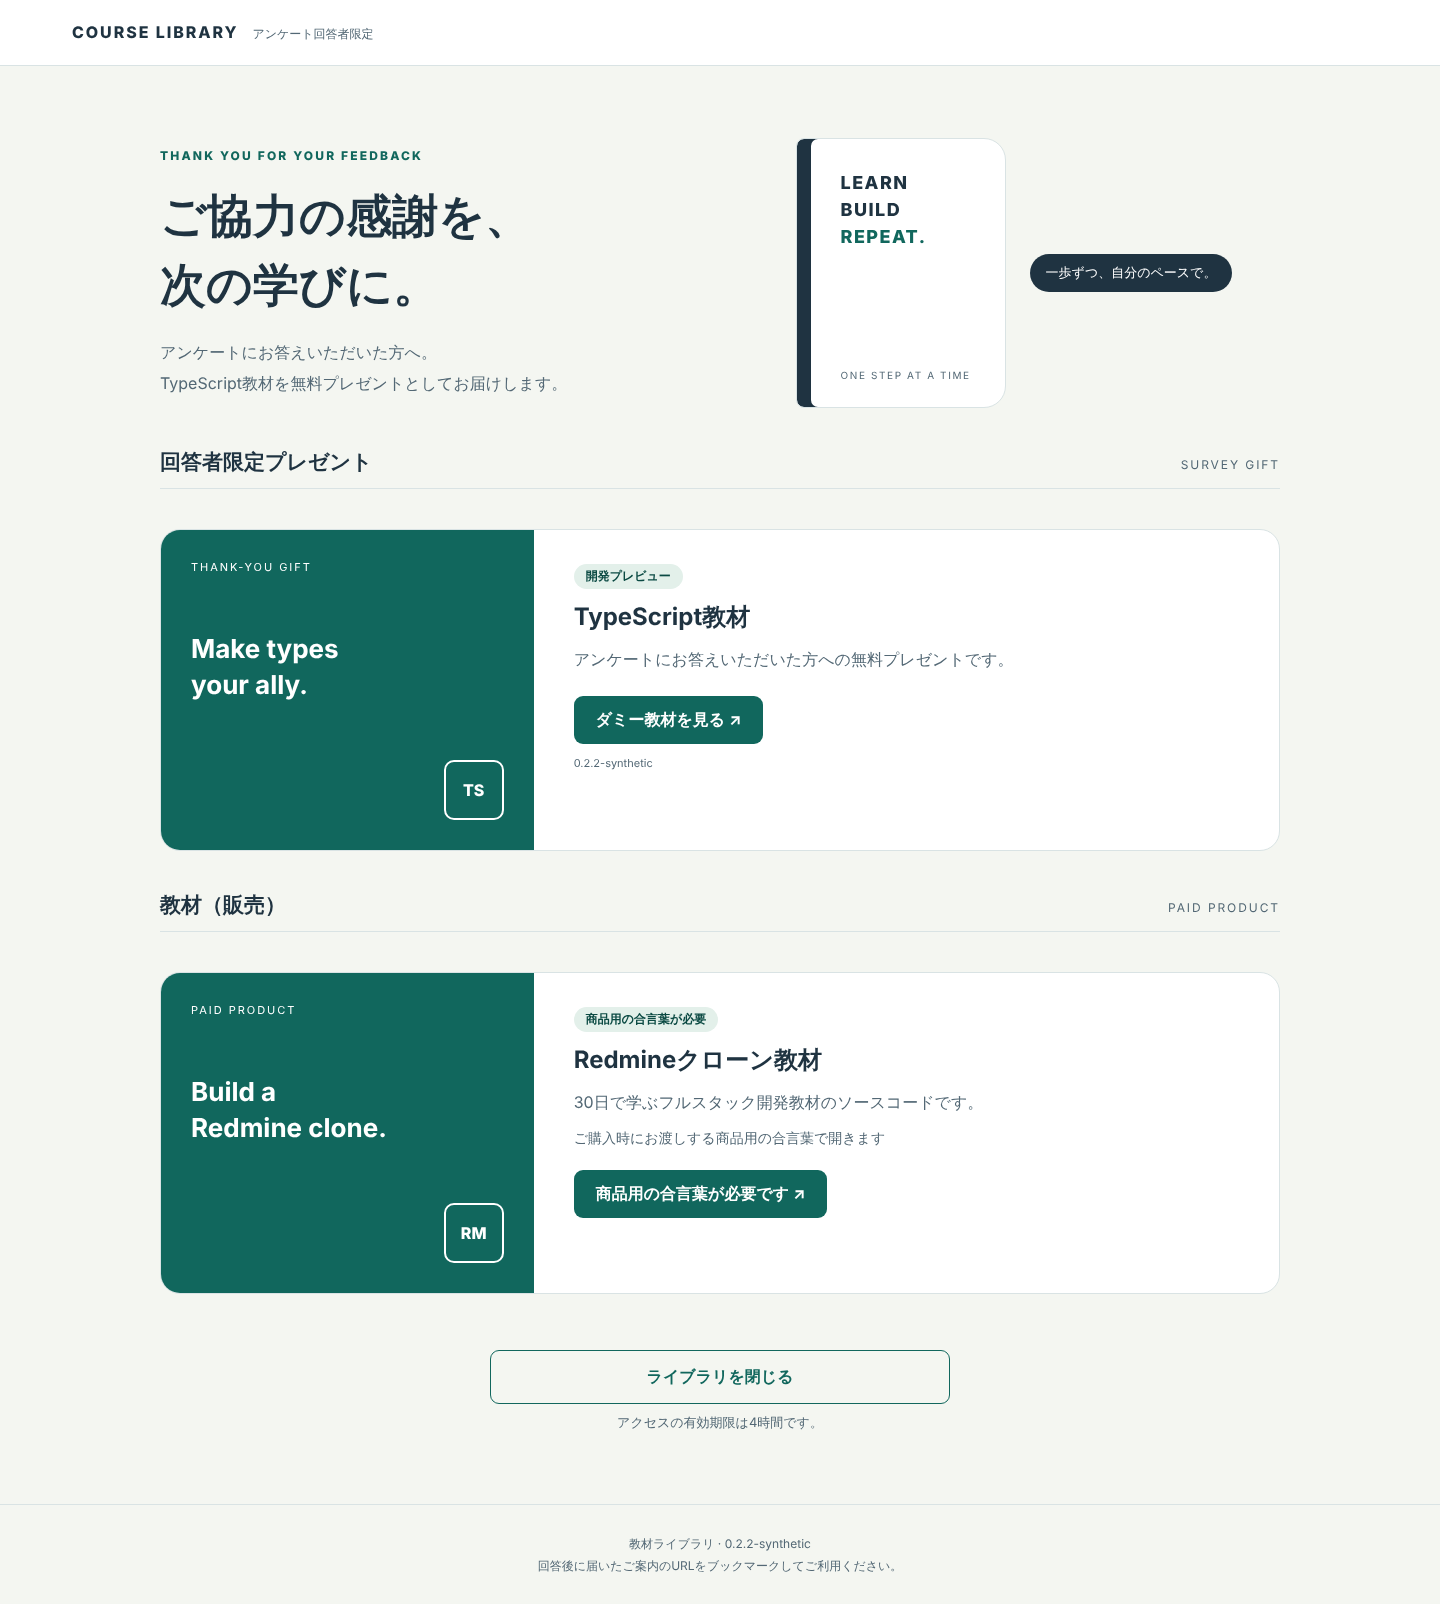 COURSE LIBRARY アンケート回答者限定
THANK YOU FOR YOUR FEEDBACK
ご協力の感謝を、
次の学びに。
アンケートにお答えいただいた方へ。
TypeScript教材を無料プレゼントとしてお届けします。
LEARN
BUILD
REPEAT.
ONE STEP AT A TIME
一歩ずつ、自分のペースで。
回答者限定プレゼント
SURVEY GIFT
THANK-YOU GIFT
Make types
your ally.
TS
開発プレビュー
TypeScript教材
アンケートにお答えいただいた方への無料プレゼントです。
ダミー教材を見る ↗
0.2.2-synthetic
教材（販売）
PAID PRODUCT
PAID PRODUCT
Build a
Redmine clone.
RM
商品用の合言葉が必要
Redmineクローン教材
30日で学ぶフルスタック開発教材のソースコードです。
ご購入時にお渡しする商品用の合言葉で開きます
商品用の合言葉が必要です ↗
ライブラリを閉じる
アクセスの有効期限は4時間です。
教材ライブラリ · 0.2.2-synthetic
回答後に届いたご案内のURLをブックマークしてご利用ください。